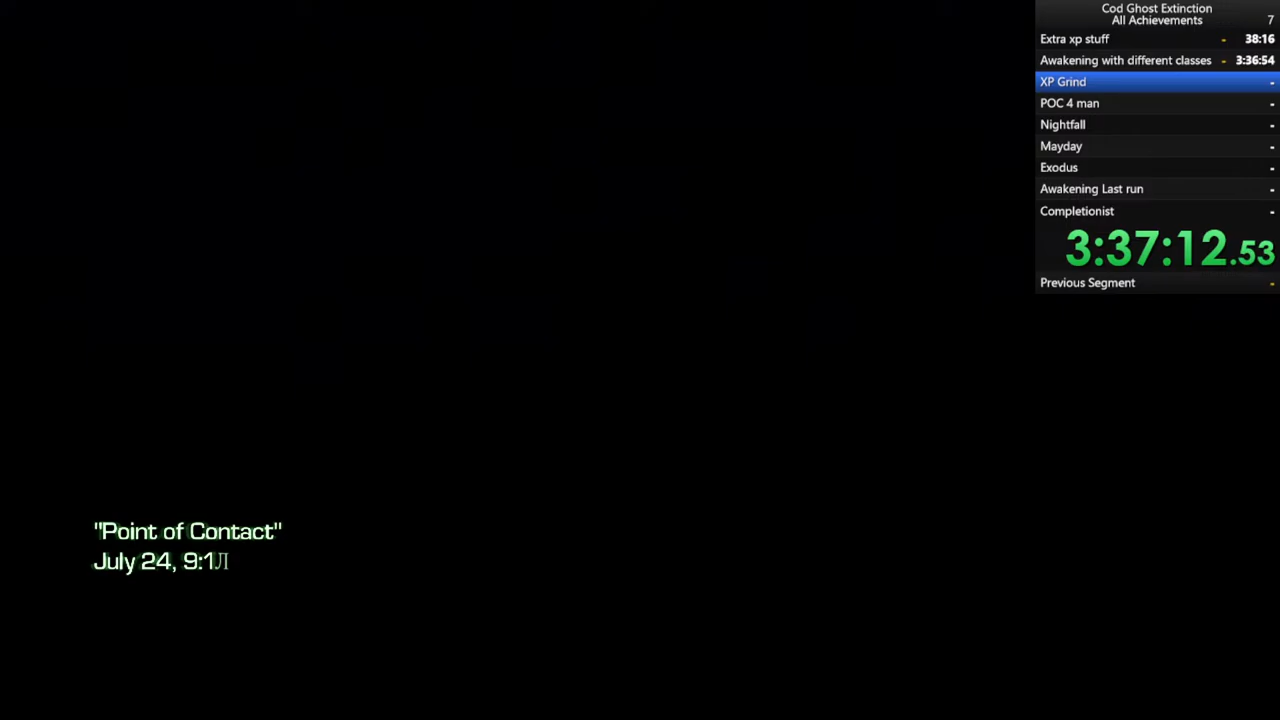 Cod Ghost Extinction
All Achievements 7
Extra xp stuff - 38:16
Awakening with different classes - 3:36:54
XP Grind -
POC 4 man -
Nightfall -
Mayday -
Exodus -
Awakening Last run -
Completionist -
3:37:12.53
Previous Segment -
"Point of Contact"
July 24, 9:1Л